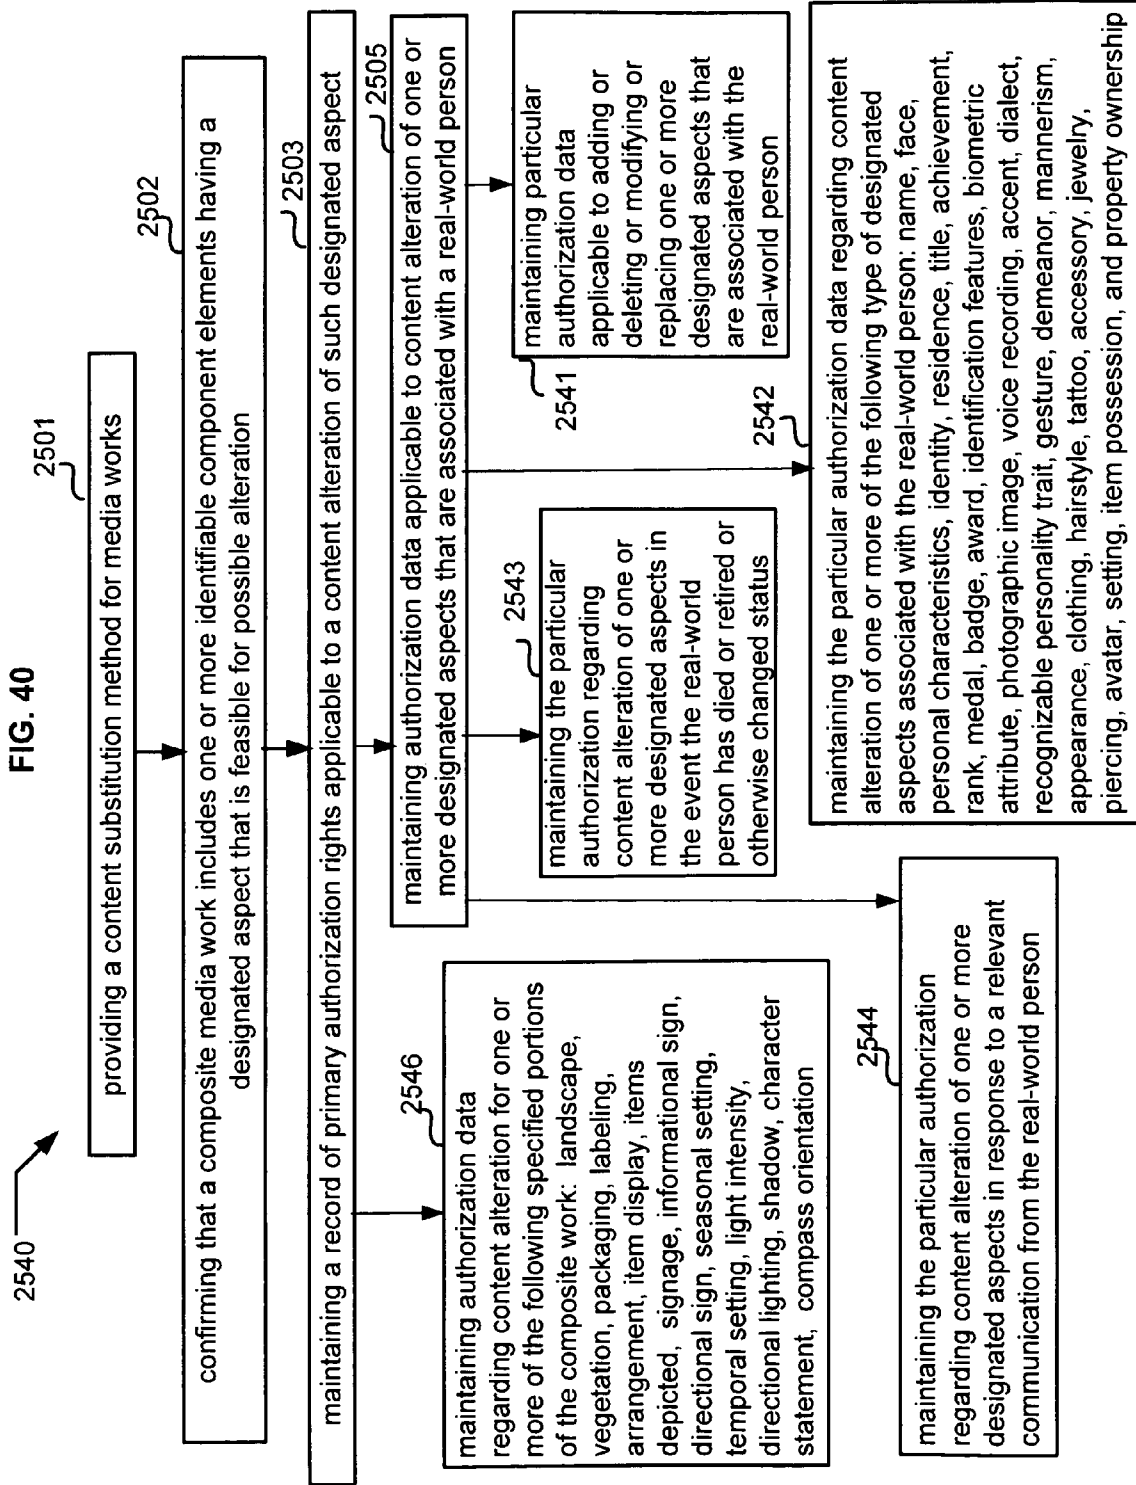 FIG. 40
2540
2501
providing a content substitution method for media works
2502
confirming that a composite media work includes one or more identifiable component elements having a
designated aspect that is feasible for possible alteration
2503
maintaining a record of primary authorization rights applicable to a content alteration of such designated aspect
2505
maintaining authorization data applicable to content alteration of one or
more designated aspects that are associated with a real-world person
2546
maintaining authorization data
regarding content alteration for one or
more of the following specified portions
of the composite work: landscape,
vegetation, packaging, labeling,
arrangement, item display, items
depicted, signage, informational sign,
directional sign, seasonal setting,
temporal setting, light intensity,
directional lighting, shadow, character
statement, compass orientation
2543
maintaining the particular
authorization regarding
content alteration of one or
more designated aspects in
the event the real-world
person has died or retired or
otherwise changed status
2541
maintaining particular
authorization data
applicable to adding or
deleting or modifying or
replacing one or more
designated aspects that
are associated with the
real-world person
2544
maintaining the particular authorization
regarding content alteration of one or more
designated aspects in response to a relevant
communication from the real-world person
2542
maintaining the particular authorization data regarding content
alteration of one or more of the following type of designated
aspects associated with the real-world person: name, face,
personal characteristics, identity, residence, title, achievement,
rank, medal, badge, award, identification features, biometric
attribute, photographic image, voice recording, accent, dialect,
recognizable personality trait, gesture, demeanor, mannerism,
appearance, clothing, hairstyle, tattoo, accessory, jewelry,
piercing, avatar, setting, item possession, and property ownership